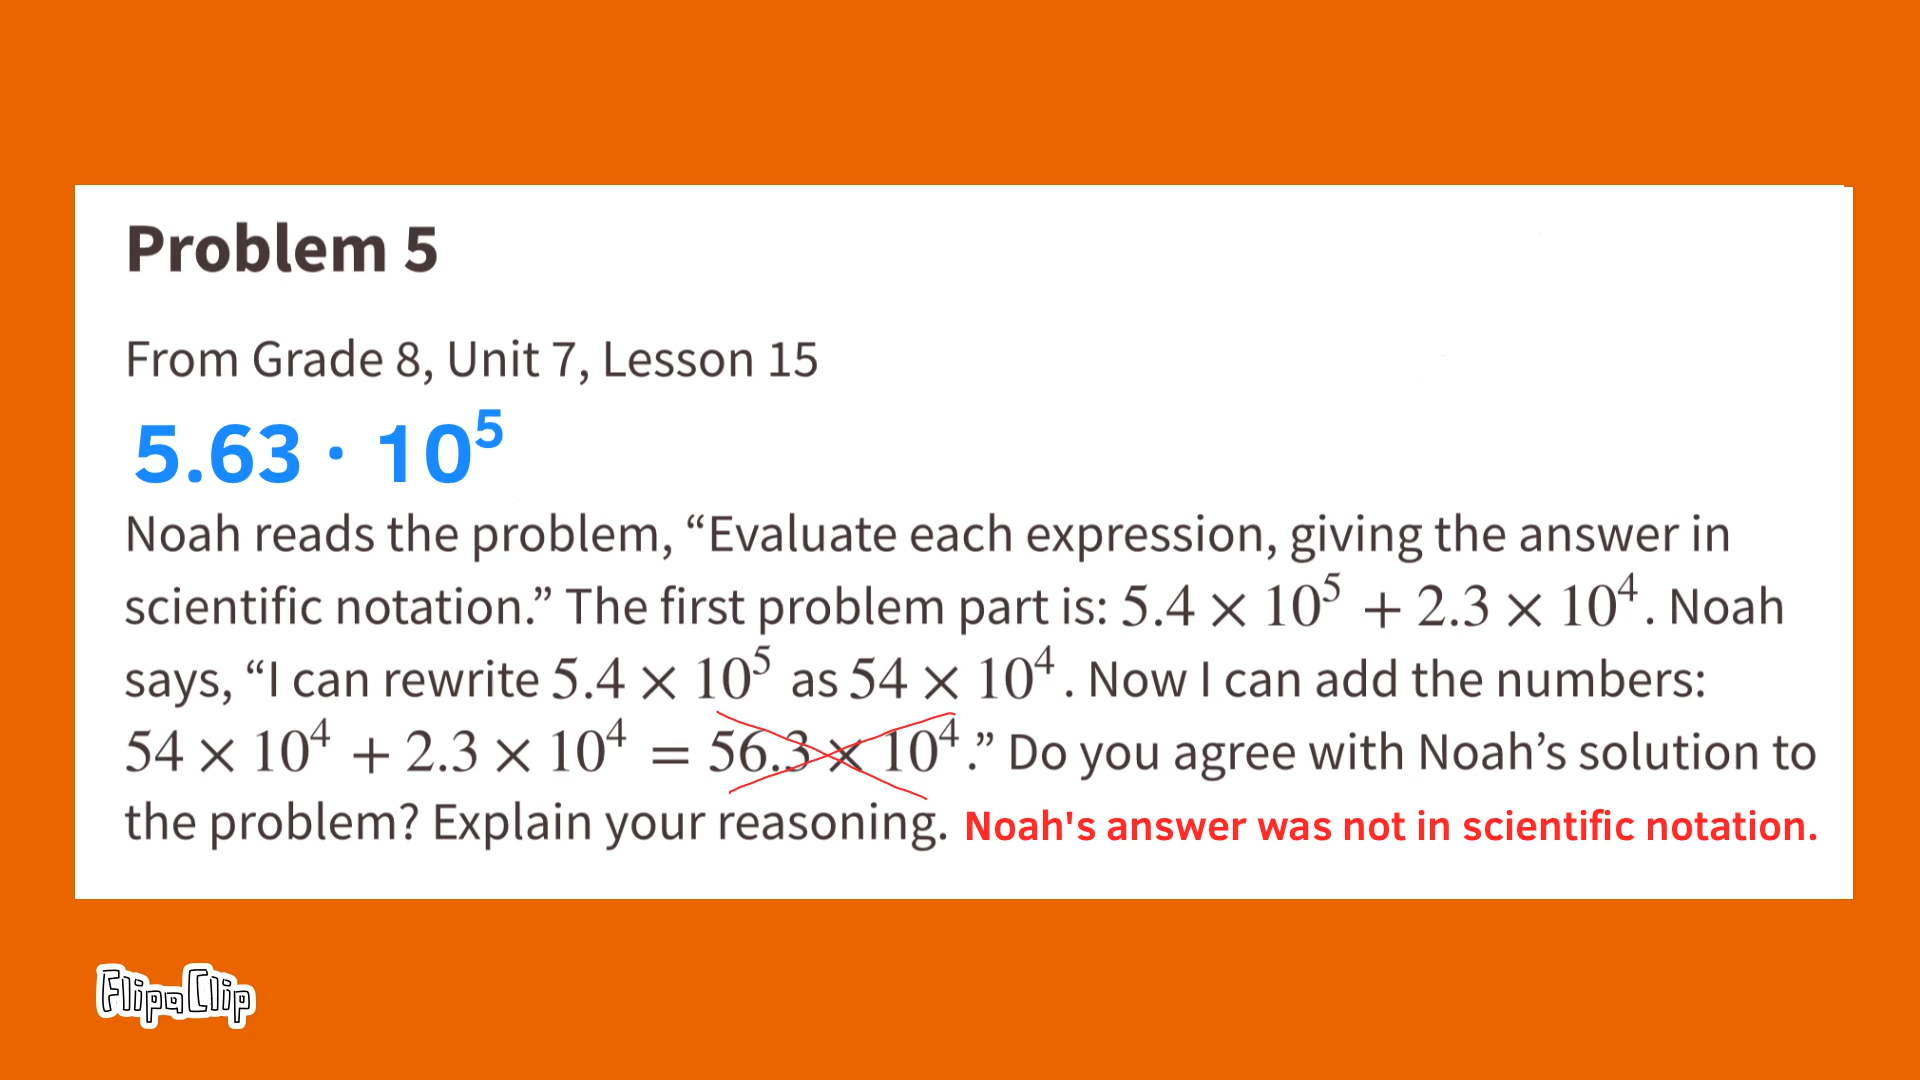 Problem 5
From Grade 8, Unit 7, Lesson 15
5.63 · 10⁵
Noah reads the problem, “Evaluate each expression, giving the answer in
scientific notation.” The first problem part is: 5.4 × 10⁵ + 2.3 × 10⁴. Noah
says, “I can rewrite 5.4 × 10⁵ as 54 × 10⁴. Now I can add the numbers:
54 × 10⁴ + 2.3 × 10⁴ = 56.3 × 10⁴.” Do you agree with Noah’s solution to
the problem? Explain your reasoning. Noah's answer was not in scientific notation.
FlipaClip